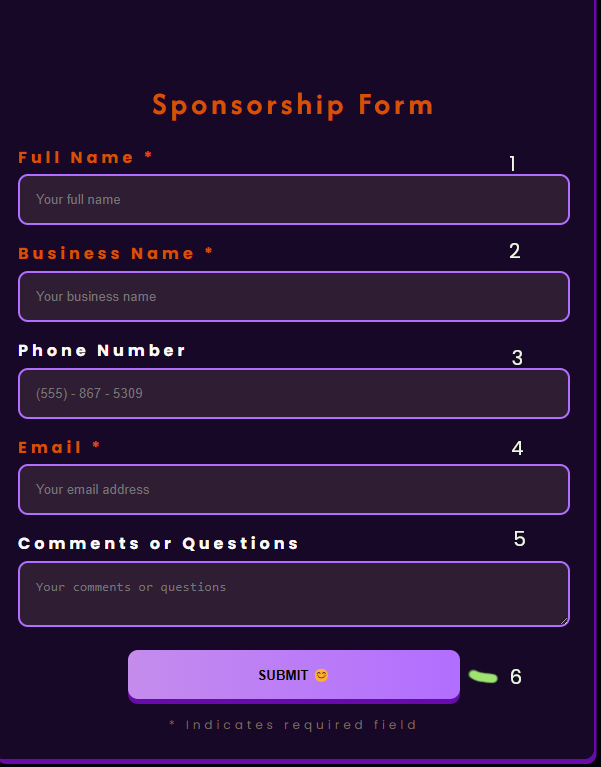 Sponsorship Form
Full Name *
1
Your full name
Business Name *
2
Your business name
Phone Number
3
(555) - 867 - 5309
Email *
4
Your email address
Comments or Questions
5
Your comments or questions
SUBMIT 😊
6
* Indicates required field